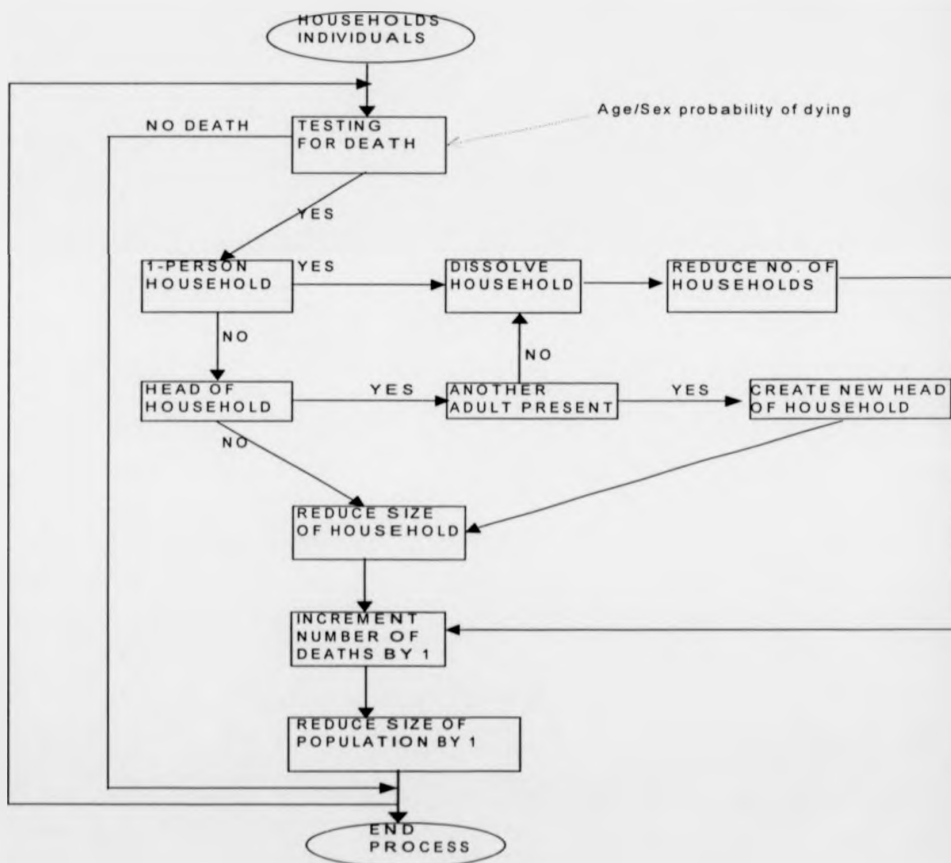 HOUSEHOLDS
INDIVIDUALS
Age/Sex probability of dying
NO DEATH
TESTING
FOR DEATH
YES
1-PERSON
HOUSEHOLD
YES
DISSOLVE
HOUSEHOLD
REDUCE NO. OF
HOUSEHOLDS
NO
NO
HEAD OF
HOUSEHOLD
YES
ANOTHER
ADULT PRESENT
YES
CREATE NEW HEAD
OF HOUSEHOLD
NO
REDUCE SIZE
OF HOUSEHOLD
INCREMENT
NUMBER OF
DEATHS BY 1
REDUCE SIZE OF
POPULATION BY 1
END
PROCESS